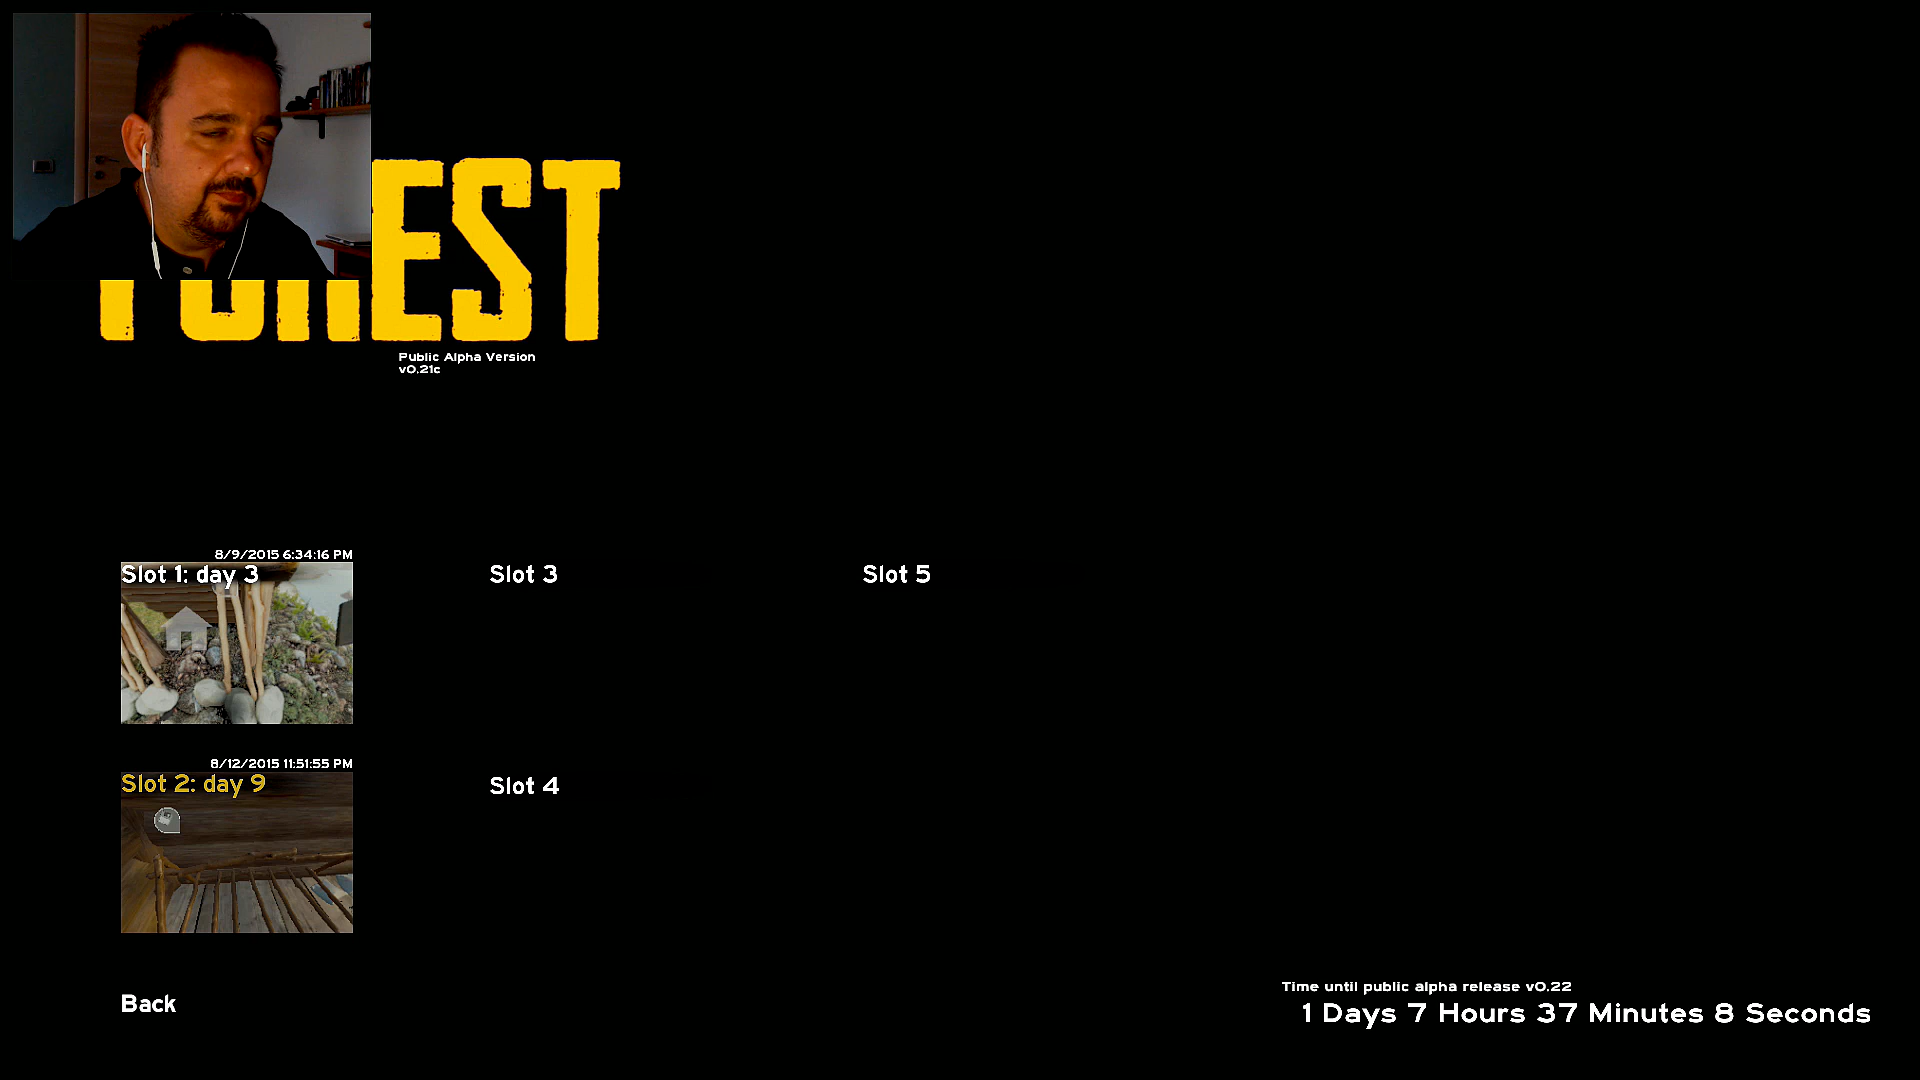 FOREST
Public Alpha Version
v0.21c
8/9/2015 6:34:16 PM
Slot 1: day 3
Slot 3
Slot 5
8/12/2015 11:51:55 PM
Slot 2: day 9
Slot 4
Back
Time until public alpha release v0.22
1 Days 7 Hours 37 Minutes 8 Seconds